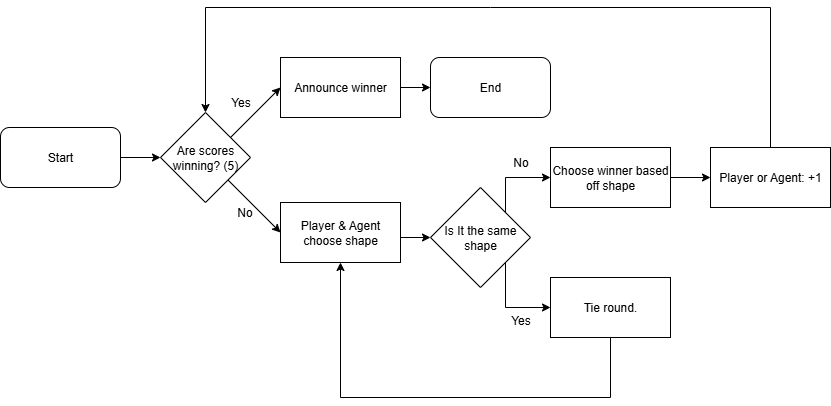 Yes
Announce winner
End
Start
Are scores
winning? (5)
No
Player & Agent
choose shape
Is It the same
shape
No
Choose winner based
off shape
Player or Agent: +1
Yes
Tie round.